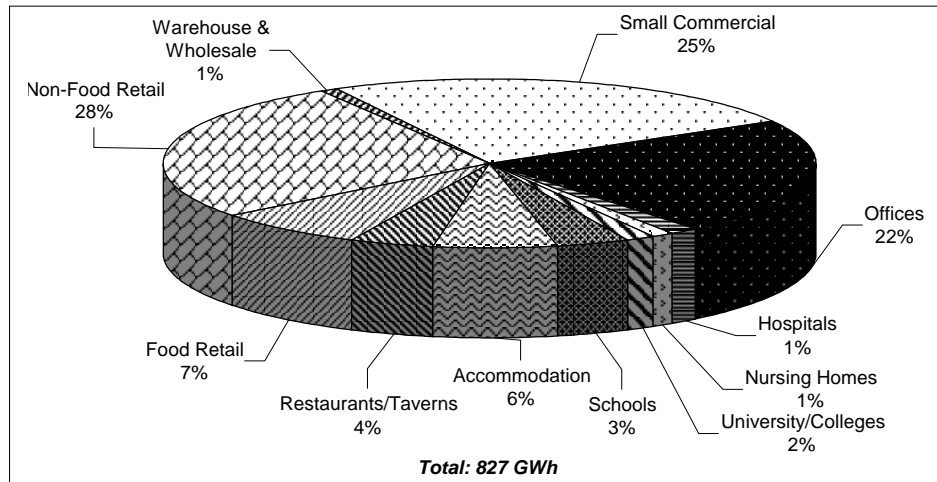 Small Commercial
25%
Warehouse &
Wholesale
1%
Non-Food Retail
28%
Offices
22%
Hospitals
1%
Food Retail
7%
Accommodation
6%
Nursing Homes
1%
Restaurants/Taverns
4%
Schools
3%
University/Colleges
2%
Total: 827 GWh